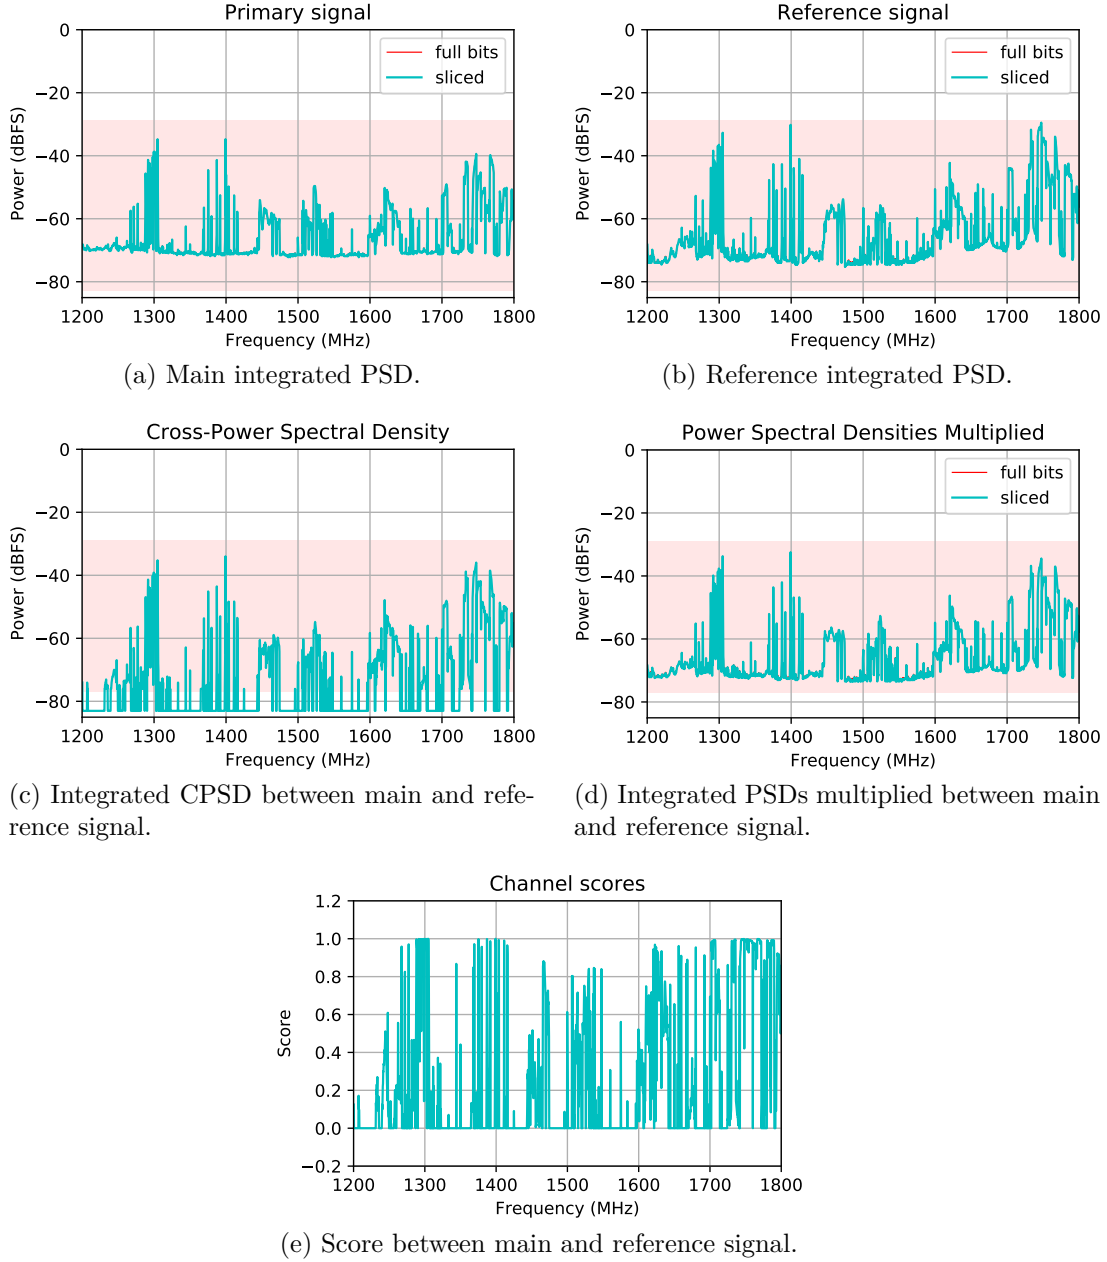 Primary signal
0
−20
−40
−60
−80
Power (dBFS)
full bits
sliced
1200 1300 1400 1500 1600 1700 1800
Frequency (MHz)
(a) Main integrated PSD.
Reference signal
0
−20
−40
−60
−80
Power (dBFS)
full bits
sliced
1200 1300 1400 1500 1600 1700 1800
Frequency (MHz)
(b) Reference integrated PSD.
Cross-Power Spectral Density
0
−20
−40
−60
−80
Power (dBFS)
1200 1300 1400 1500 1600 1700 1800
Frequency (MHz)
(c) Integrated CPSD between main and refe-
rence signal.
Power Spectral Densities Multiplied
0
−20
−40
−60
−80
Power (dBFS)
full bits
sliced
1200 1300 1400 1500 1600 1700 1800
Frequency (MHz)
(d) Integrated PSDs multiplied between main
and reference signal.
Channel scores
1.2
1.0
0.8
0.6
0.4
0.2
0.0
−0.2
Score
1200 1300 1400 1500 1600 1700 1800
Frequency (MHz)
(e) Score between main and reference signal.